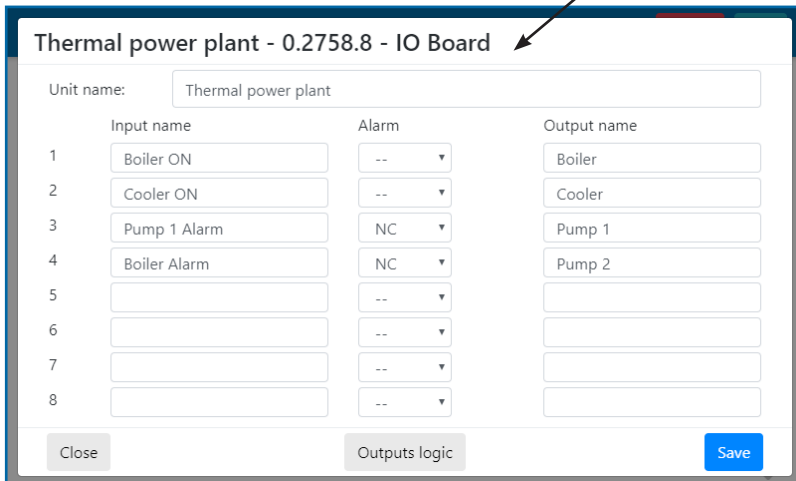 Thermal power plant - 0.2758.8 - IO Board
Unit name: Thermal power plant
Input name Alarm Output name
1 Boiler ON -- Boiler
2 Cooler ON -- Cooler
3 Pump 1 Alarm NC Pump 1
4 Boiler Alarm NC Pump 2
5 --
6 --
7 --
8 --
Close Outputs logic Save